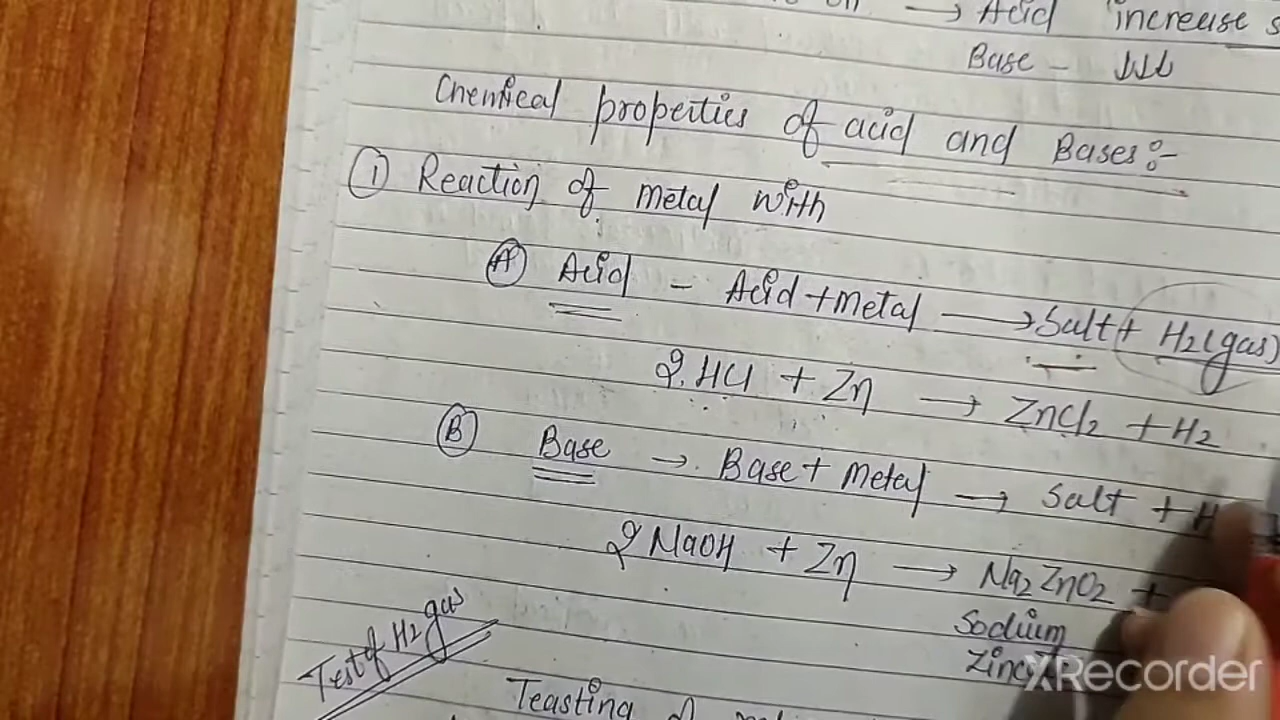 → Acid increase
Base -
Chemical properties of acid and Bases:-
① Reaction of metal with
Ⓐ Acid - Acid + metal → Salt + H2 (gas)
2HCl + Zn → ZnCl2 + H2
Ⓑ Base → Base + metal → Salt + H
2NaOH + Zn → Na2ZnO2 +
Sodium
Test of H2 gas
Teasting of
XRecorder